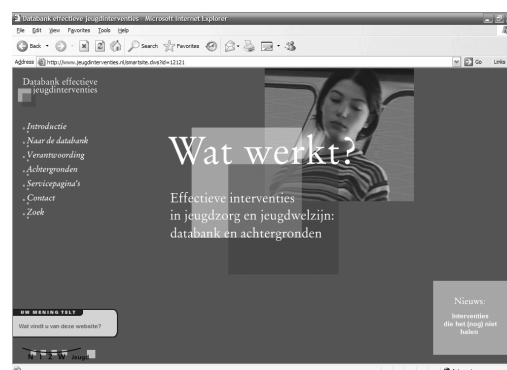 Databank effectieve jeugdinterventies - Microsoft Internet Explorer
File Edit View Favorites Tools Help
Back Search Favorites
Address http://www.jeugdinterventies.nl/smartsite.dws?id=12121 Go Links
Databank effectieve
jeugdinterventies
Introductie
Naar de databank
Verantwoording
Achtergronden
Servicepagina's
Contact
Zoek
Wat werkt?
Effectieve interventies
in jeugdzorg en jeugdwelzijn:
databank en achtergronden
UW MENING TELT
Wat vindt u van deze website?
N I Z W Jeugd
Nieuws:
Interventies
die het (nog) niet
halen